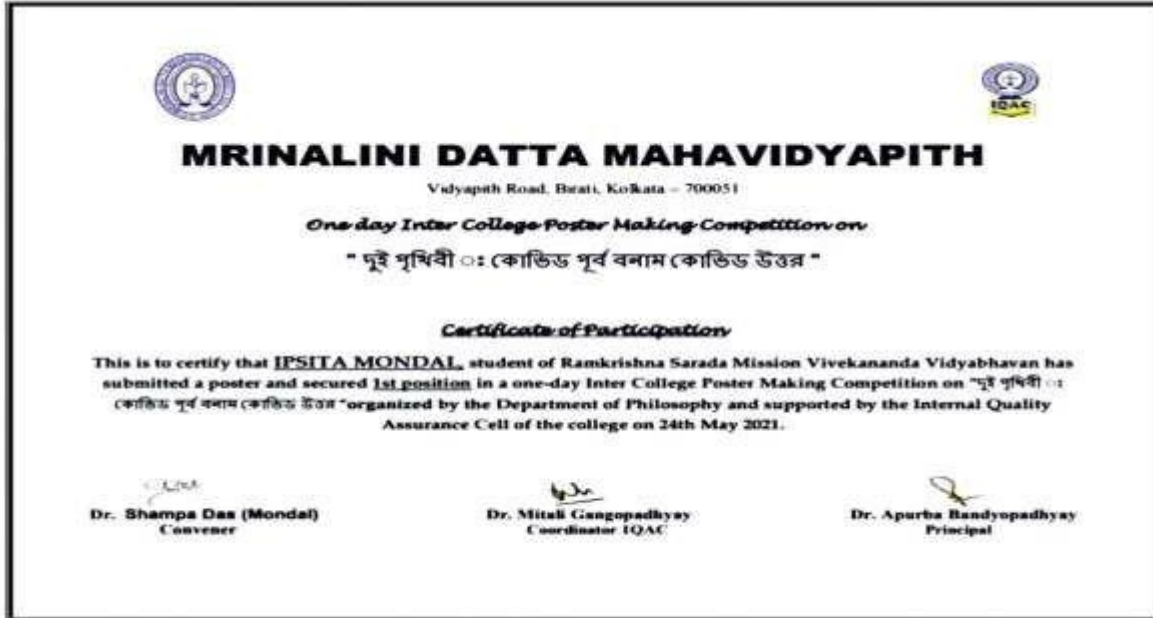 IQAC
MRINALINI DATTA MAHAVIDYAPITH
Vidyapith Road, Birati, Kolkata – 700051
One day Inter College Poster Making Competition on
" দুই পৃথিবী ঃ কোভিড পূর্ব বনাম কোভিড উত্তর "
Certificate of Participation
This is to certify that IPSITA MONDAL, student of Ramkrishna Sarada Mission Vivekananda Vidyabhavan has
submitted a poster and secured 1st position in a one-day Inter College Poster Making Competition on "দুই পৃথিবী ঃ
কোভিড পূর্ব বনাম কোভিড উত্তর "organized by the Department of Philosophy and supported by the Internal Quality
Assurance Cell of the college on 24th May 2021.
Dr. Shampa Das (Mondal) Dr. Mitali Gangopadhyay Dr. Apurba Bandyopadhyay
Convener Coordinator IQAC Principal